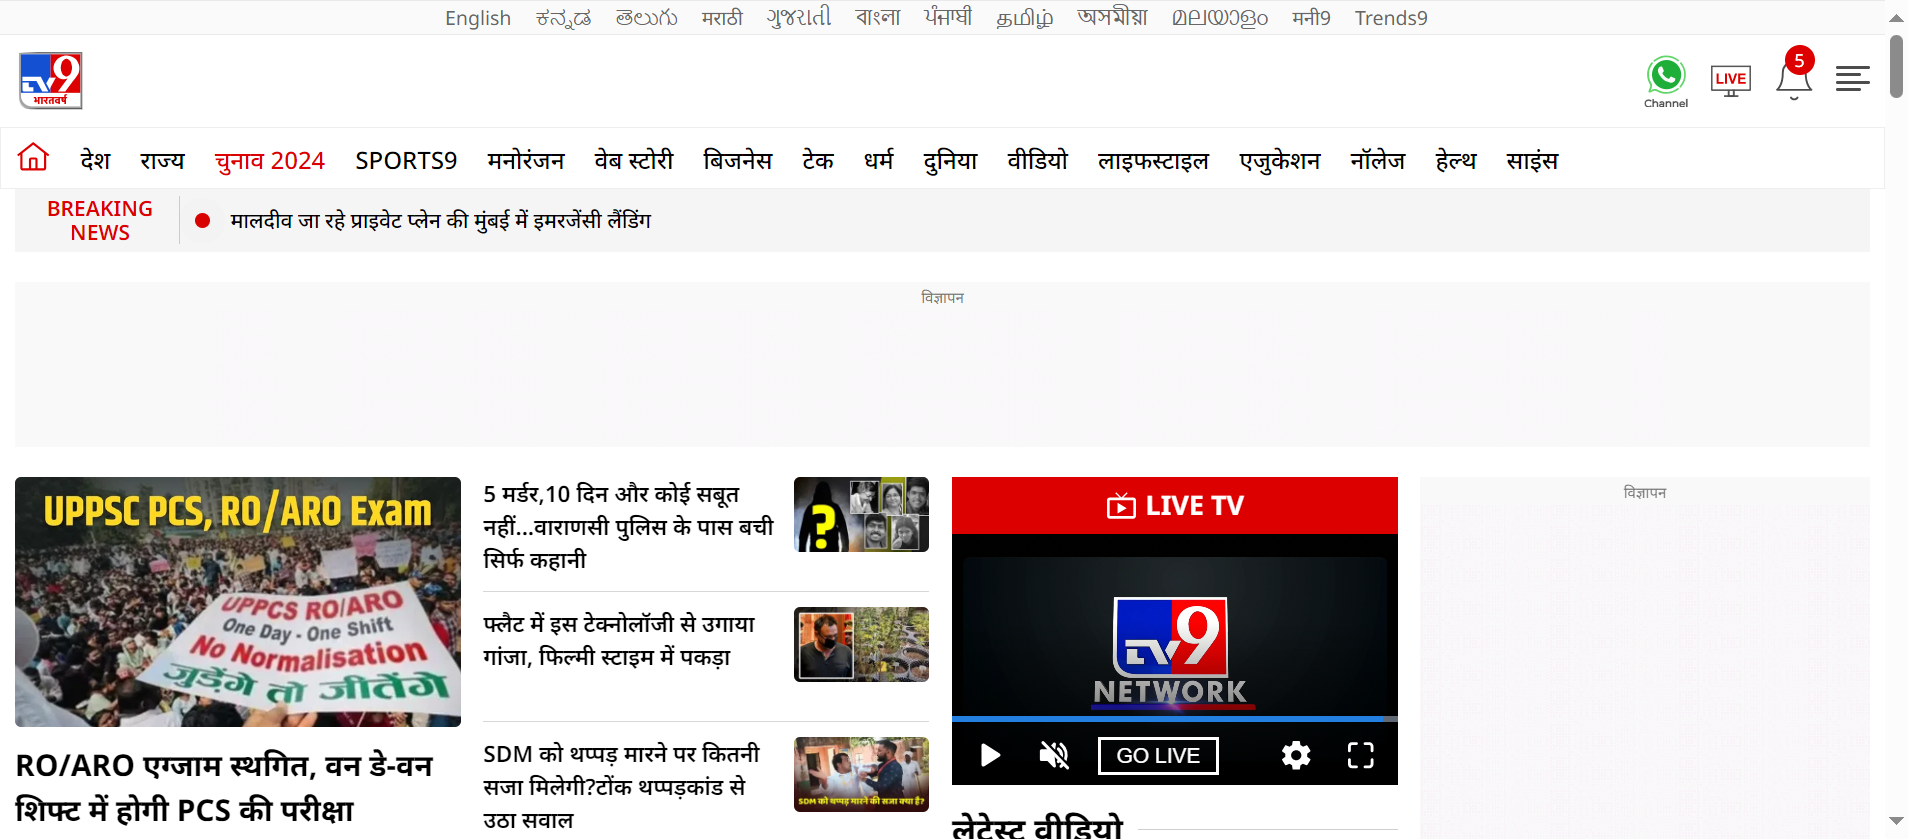 English ಕನ್ನಡ తెలుగు मराठी ગુજરાતી বাংলা ਪੰਜਾਬੀ தமிழ் অসমীয়া മലയാളം मनी9 Trends9
TV9
भारतवर्ष
Channel
LIVE
5
देश राज्य चुनाव 2024 SPORTS9 मनोरंजन वेब स्टोरी बिजनेस टेक धर्म दुनिया वीडियो लाइफस्टाइल एजुकेशन नॉलेज हेल्थ साइंस
BREAKING
NEWS
मालदीव जा रहे प्राइवेट प्लेन की मुंबई में इमरजेंसी लैंडिंग
विज्ञापन
UPPSC PCS, RO/ARO Exam
UPPCS RO/ARO
One Day - One Shift
No Normalisation
जुड़ेंगे तो जीतेंगे
RO/ARO एग्जाम स्थगित, वन डे-वन
शिफ्ट में होगी PCS की परीक्षा
5 मर्डर,10 दिन और कोई सबूत
नहीं...वाराणसी पुलिस के पास बची
सिर्फ कहानी
?
फ्लैट में इस टेक्नोलॉजी से उगाया
गांजा, फिल्मी स्टाइम में पकड़ा
SDM को थप्पड़ मारने पर कितनी
सजा मिलेगी?टोंक थप्पड़कांड से
उठा सवाल
SDM को थप्पड़ मारने की सजा क्या है?
LIVE TV
TV9
NETWORK
GO LIVE
लेटेस्ट वीडियो
विज्ञापन